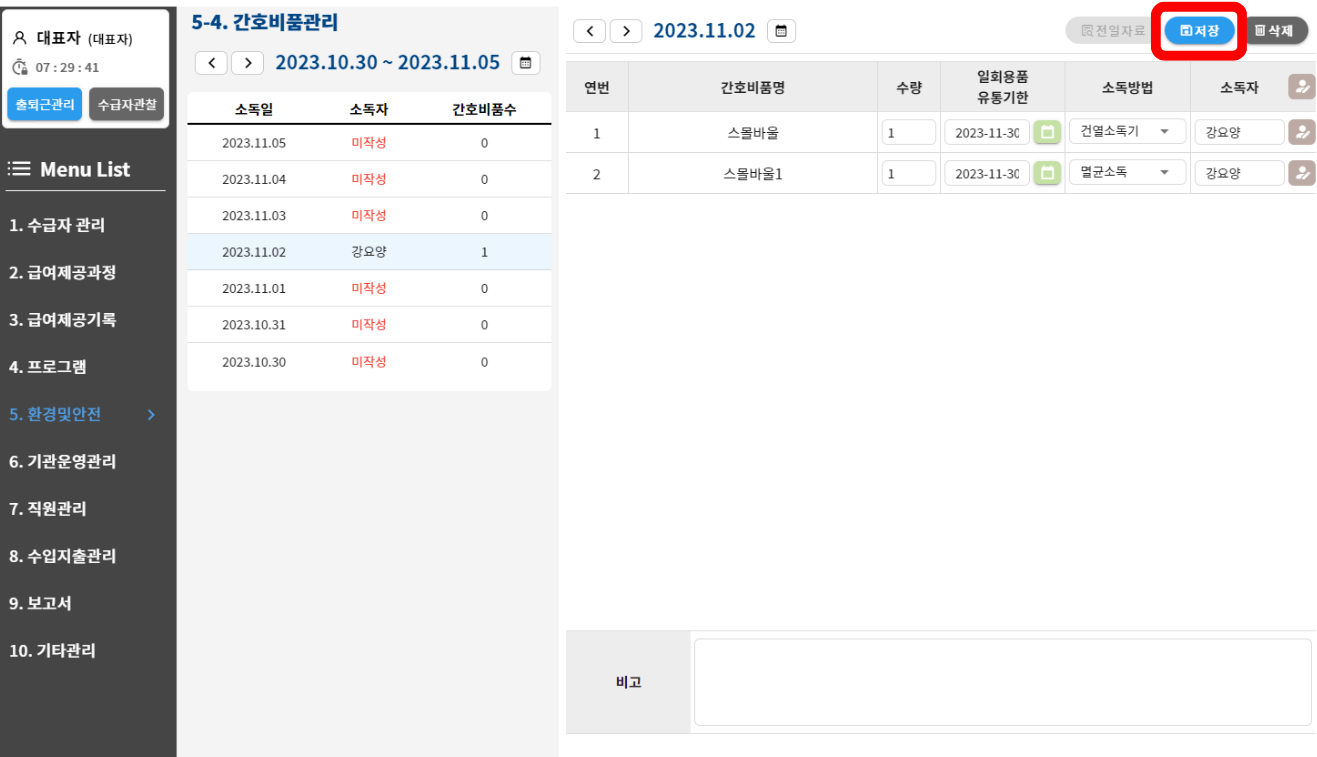 대표자 (대표자)
07:29:41
출퇴근관리 수급자관찰
Menu List
1. 수급자 관리
2. 급여제공과정
3. 급여제공기록
4. 프로그램
5. 환경및안전
6. 기관운영관리
7. 직원관리
8. 수입지출관리
9. 보고서
10. 기타관리
5-4. 간호비품관리
2023.10.30 ~ 2023.11.05
소독일 소독자 간호비품수
2023.11.05 미작성 0
2023.11.04 미작성 0
2023.11.03 미작성 0
2023.11.02 강요양 1
2023.11.01 미작성 0
2023.10.31 미작성 0
2023.10.30 미작성 0
2023.11.02 전일자료 저장 삭제
연번 간호비품명 수량 일회용품 유통기한 소독방법 소독자
1 스몰바울 1 2023-11-30 건열소독기 강요양
2 스몰바울1 1 2023-11-30 멸균소독 강요양
비고